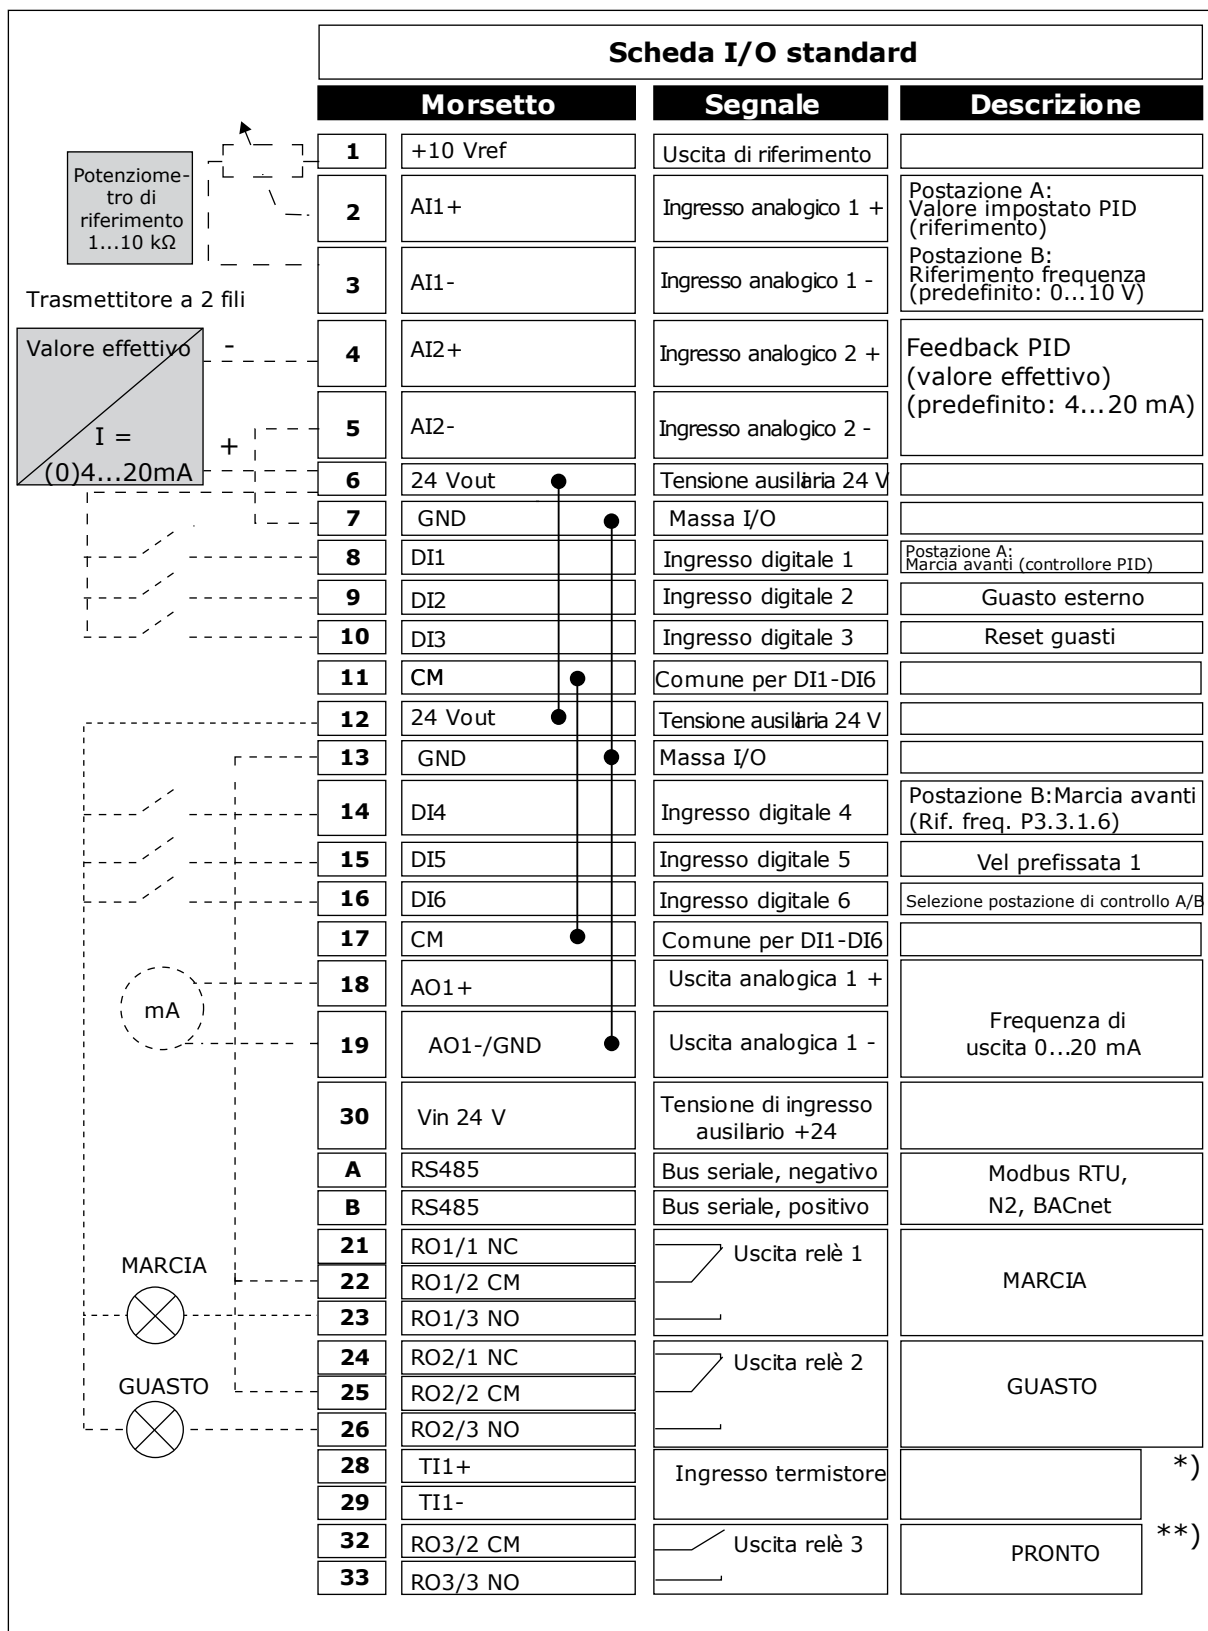 Scheda I/O standard
Morsetto Segnale Descrizione
1 +10 Vref Uscita di riferimento
Potenziome-
tro di
riferimento
1...10 kΩ
2 AI1+ Ingresso analogico 1 +
Postazione A:
Valore impostato PID
(riferimento)
Postazione B:
Riferimento frequenza
(predefinito: 0...10 V)
3 AI1- Ingresso analogico 1 -
Trasmettitore a 2 fili
Valore effettivo -
I =
(0)4...20mA +
4 AI2+ Ingresso analogico 2 +
Feedback PID
(valore effettivo)
(predefinito: 4...20 mA)
5 AI2- Ingresso analogico 2 -
6 24 Vout Tensione ausiliaria 24 V
7 GND Massa I/O
8 DI1 Ingresso digitale 1
Postazione A:
Marcia avanti (controllore PID)
9 DI2 Ingresso digitale 2 Guasto esterno
10 DI3 Ingresso digitale 3 Reset guasti
11 CM Comune per DI1-DI6
12 24 Vout Tensione ausiliaria 24 V
13 GND Massa I/O
14 DI4 Ingresso digitale 4
Postazione B:Marcia avanti
(Rif. freq. P3.3.1.6)
15 DI5 Ingresso digitale 5 Vel prefissata 1
16 DI6 Ingresso digitale 6 Selezione postazione di controllo A/B
17 CM Comune per DI1-DI6
18 AO1+ Uscita analogica 1 +
mA
Frequenza di
uscita 0...20 mA
19 AO1-/GND Uscita analogica 1 -
30 Vin 24 V
Tensione di ingresso
ausiliario +24
A RS485 Bus seriale, negativo
Modbus RTU,
N2, BACnet
B RS485 Bus seriale, positivo
21 RO1/1 NC Uscita relè 1
MARCIA
22 RO1/2 CM MARCIA
23 RO1/3 NO
24 RO2/1 NC Uscita relè 2
GUASTO
25 RO2/2 CM GUASTO
26 RO2/3 NO
28 TI1+ Ingresso termistore *)
29 TI1-
32 RO3/2 CM Uscita relè 3 PRONTO **)
33 RO3/3 NO